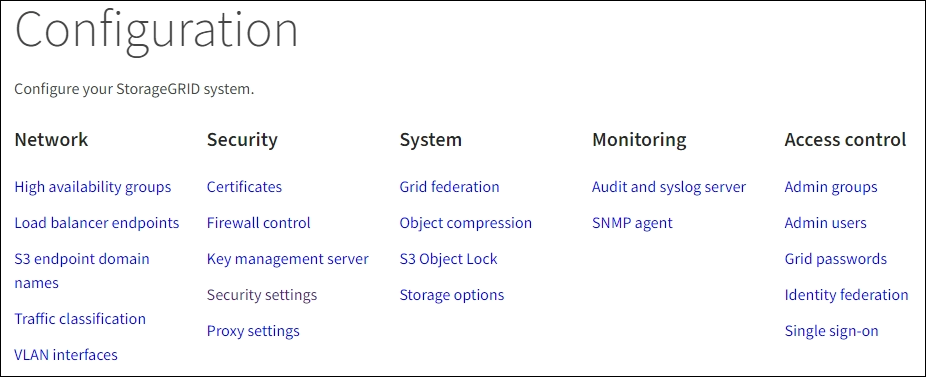 Configuration
Configure your StorageGRID system.
Network
High availability groups
Load balancer endpoints
S3 endpoint domain
names
Traffic classification
VLAN interfaces
Security
Certificates
Firewall control
Key management server
Security settings
Proxy settings
System
Grid federation
Object compression
S3 Object Lock
Storage options
Monitoring
Audit and syslog server
SNMP agent
Access control
Admin groups
Admin users
Grid passwords
Identity federation
Single sign-on